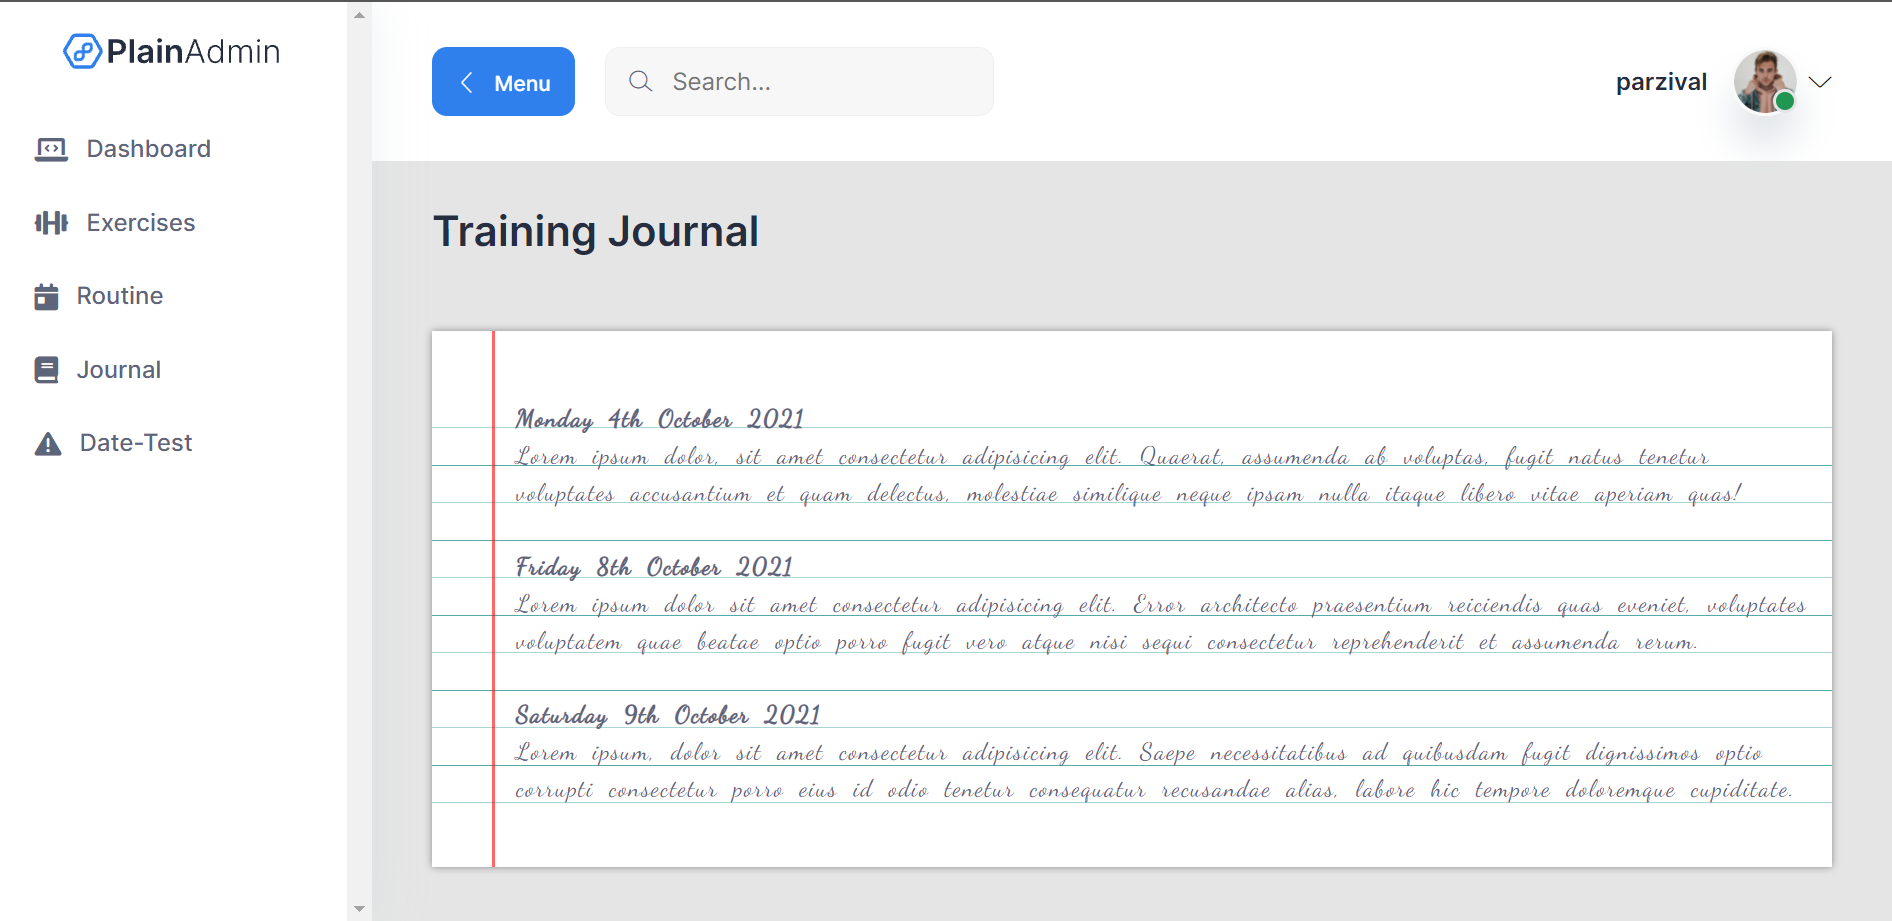 PlainAdmin
Dashboard
Exercises
Routine
Journal
Date-Test
Menu
Search...
parzival
Training Journal
Monday 4th October 2021
Lorem ipsum dolor, sit amet consectetur adipisicing elit. Quaerat, assumenda ab voluptas, fugit natus tenetur
voluptates accusantium et quam delectus, molestiae similique neque ipsam nulla itaque libero vitae aperiam quas!
Friday 8th October 2021
Lorem ipsum dolor sit amet consectetur adipisicing elit. Error architecto praesentium reiciendis quas eveniet, voluptates
voluptatem quae beatae optio porro fugit vero atque nisi sequi consectetur reprehenderit et assumenda rerum.
Saturday 9th October 2021
Lorem ipsum, dolor sit amet consectetur adipisicing elit. Saepe necessitatibus ad quibusdam fugit dignissimos optio
corrupti consectetur porro eius id odio tenetur consequatur recusandae alias, labore hic tempore doloremque cupiditate.